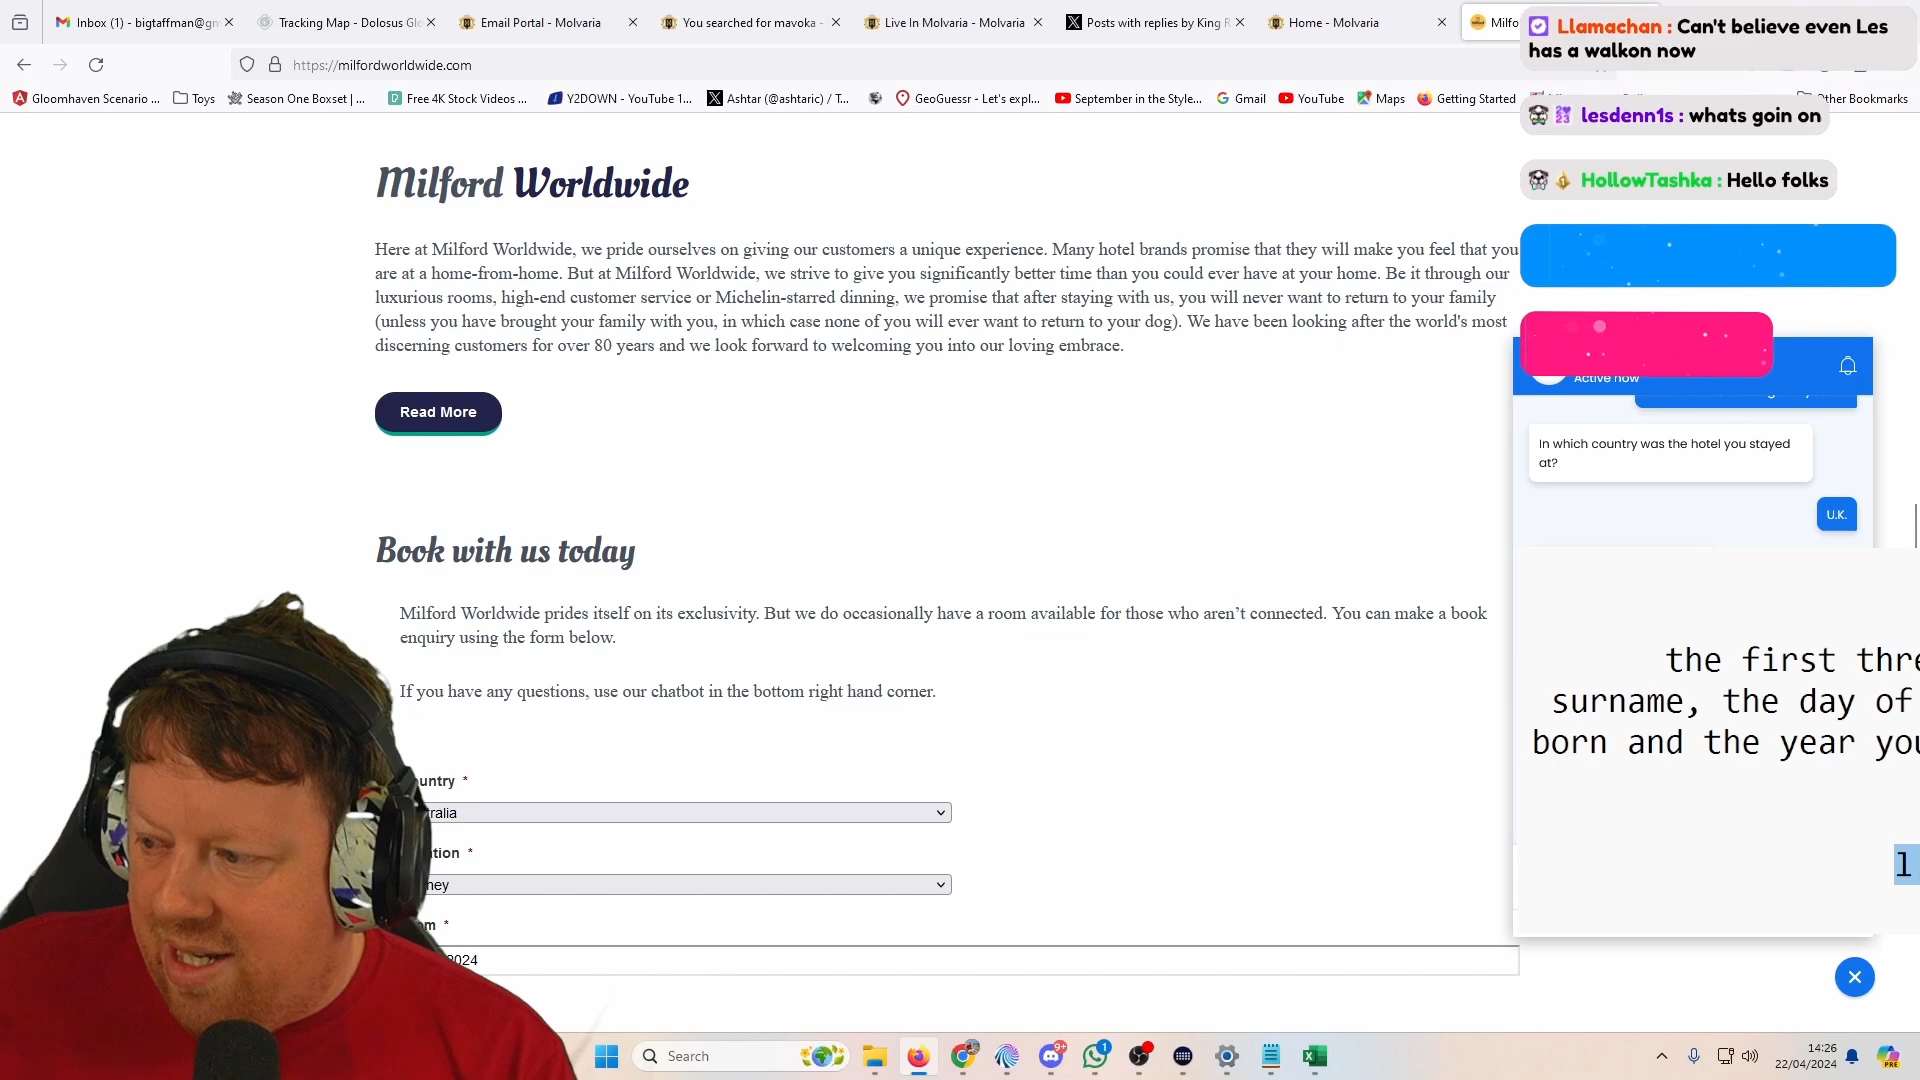 Inbox (1) - bigtaffman@gm
Tracking Map - Dolosus Glo
Email Portal - Molvaria
You searched for mavoka -
Live In Molvaria - Molvaria
Posts with replies by King R
Home - Molvaria
Milfo
https://milfordworldwide.com
Gloomhaven Scenario ...
Toys
Season One Boxset | ...
Free 4K Stock Videos ...
Y2DOWN - YouTube 1...
Ashtar (@ashtaric) / T...
GeoGuessr - Let's expl...
September in the Style...
Gmail
YouTube
Maps
Getting Started
Other Bookmarks
Llamachan : Can't believe even Les
has a walkon now
lesdenn1s : whats goin on
HollowTashka : Hello folks
Milford Worldwide
Here at Milford Worldwide, we pride ourselves on giving our customers a unique experience. Many hotel brands promise that they will make you feel that you
are at a home-from-home. But at Milford Worldwide, we strive to give you significantly better time than you could ever have at your home. Be it through our
luxurious rooms, high-end customer service or Michelin-starred dinning, we promise that after staying with us, you will never want to return to your family
(unless you have brought your family with you, in which case none of you will ever want to return to your dog). We have been looking after the world's most
discerning customers for over 80 years and we look forward to welcoming you into our loving embrace.
Read More
Active now
In which country was the hotel you stayed
at?
U.K.
Book with us today
Milford Worldwide prides itself on its exclusivity. But we do occasionally have a room available for those who aren’t connected. You can make a book
enquiry using the form below.
If you have any questions, use our chatbot in the bottom right hand corner.
the first thre
surname, the day of
born and the year you
l
untry *
tralia
ation *
ney
om *
2024
Search
9+
1
14:26
22/04/2024
PRE